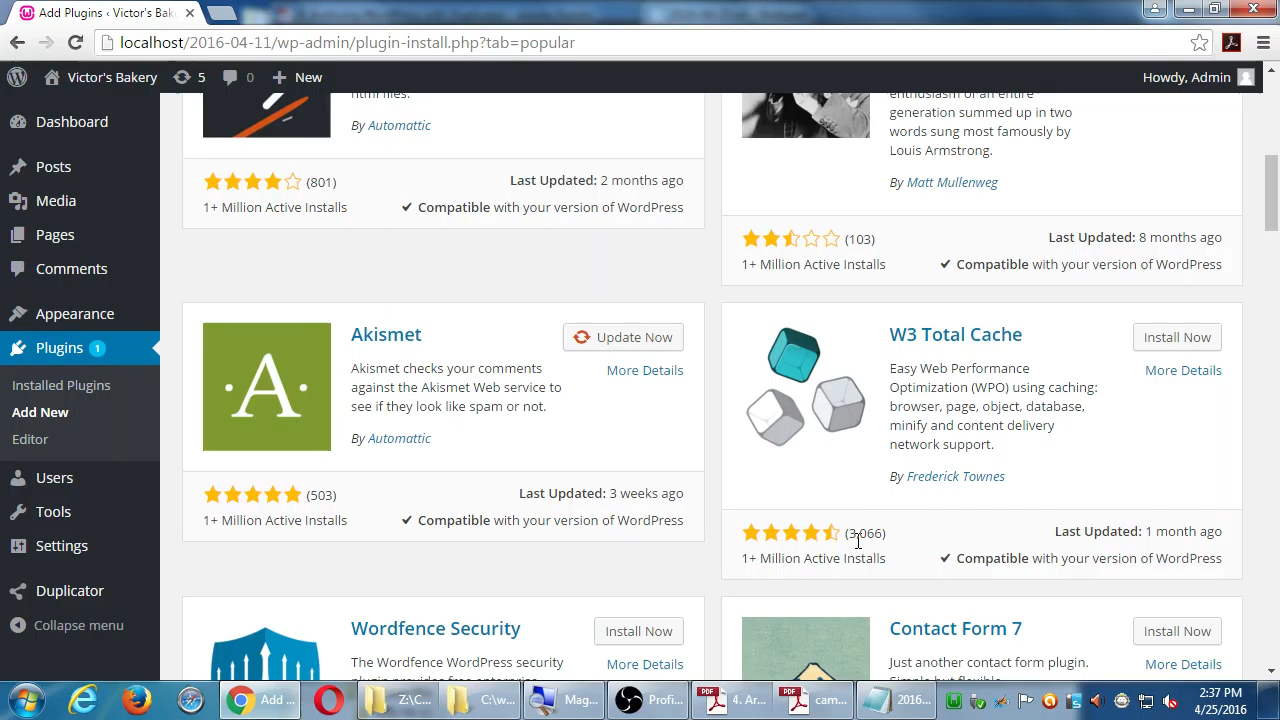 Add Plugins ‹ Victor's Bak
localhost/2016-04-11/wp-admin/plugin-install.php?tab=popular
Victor's Bakery
5
0
New
Howdy, Admin
Dashboard
Posts
Media
Pages
Comments
Appearance
Plugins 1
Installed Plugins
Add New
Editor
Users
Tools
Settings
Duplicator
Collapse menu
html files.
By Automattic
(801)
Last Updated: 2 months ago
1+ Million Active Installs
Compatible with your version of WordPress
enthusiasm of an entire
generation summed up in two
words sung most famously by
Louis Armstrong.
By Matt Mullenweg
(103)
Last Updated: 8 months ago
1+ Million Active Installs
Compatible with your version of WordPress
·A·
Akismet
Update Now
More Details
Akismet checks your comments
against the Akismet Web service to
see if they look like spam or not.
By Automattic
(503)
Last Updated: 3 weeks ago
1+ Million Active Installs
Compatible with your version of WordPress
W3 Total Cache
Install Now
More Details
Easy Web Performance
Optimization (WPO) using caching:
browser, page, object, database,
minify and content delivery
network support.
By Frederick Townes
(3,066)
Last Updated: 1 month ago
1+ Million Active Installs
Compatible with your version of WordPress
Wordfence Security
Install Now
More Details
The Wordfence WordPress security
Contact Form 7
Install Now
More Details
Just another contact form plugin.
Add ...
Z:\C...
C:\w...
Mag...
Profi...
4. Ar...
cam...
2016...
2:37 PM
4/25/2016